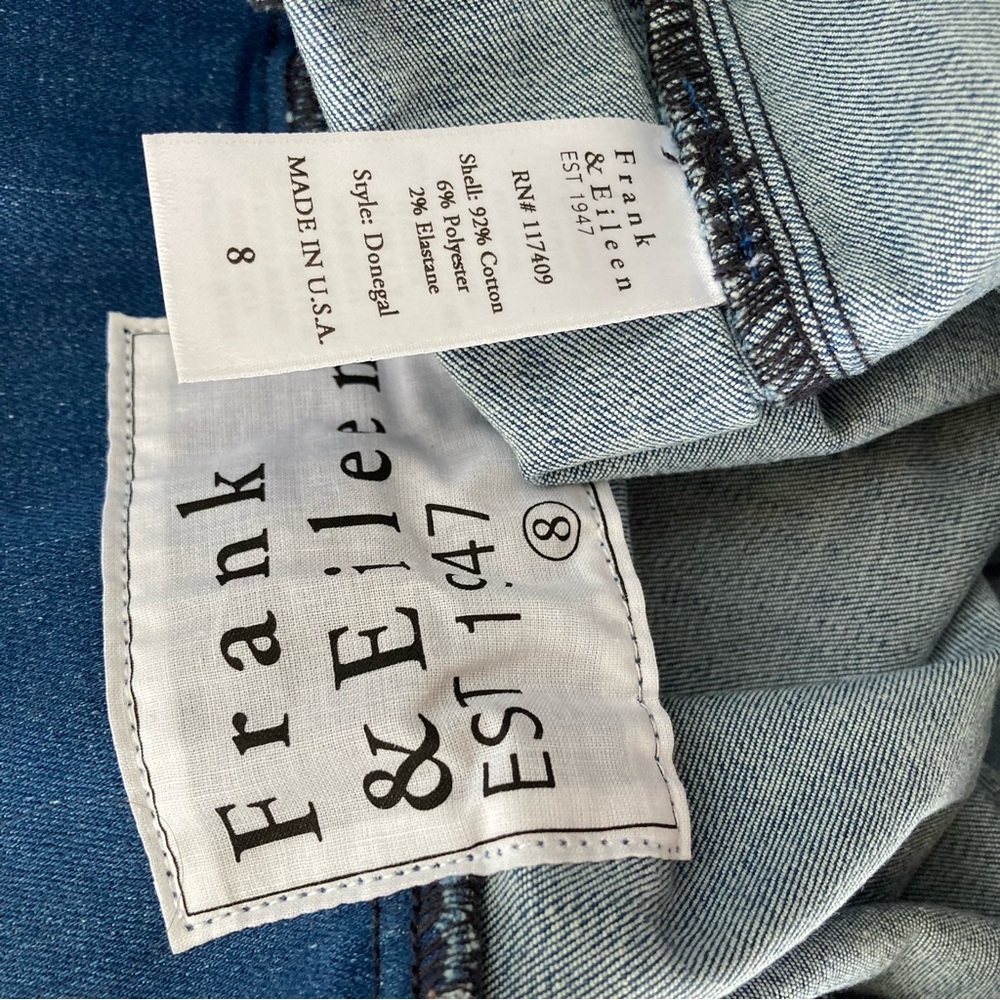 Frank
& Eileen
EST 1947
RN# 117409
Shell: 92% Cotton
6% Polyester
2% Elastane
Style: Donegal
MADE IN U.S.A.
8
Frank
& Eileen
EST 1947
8